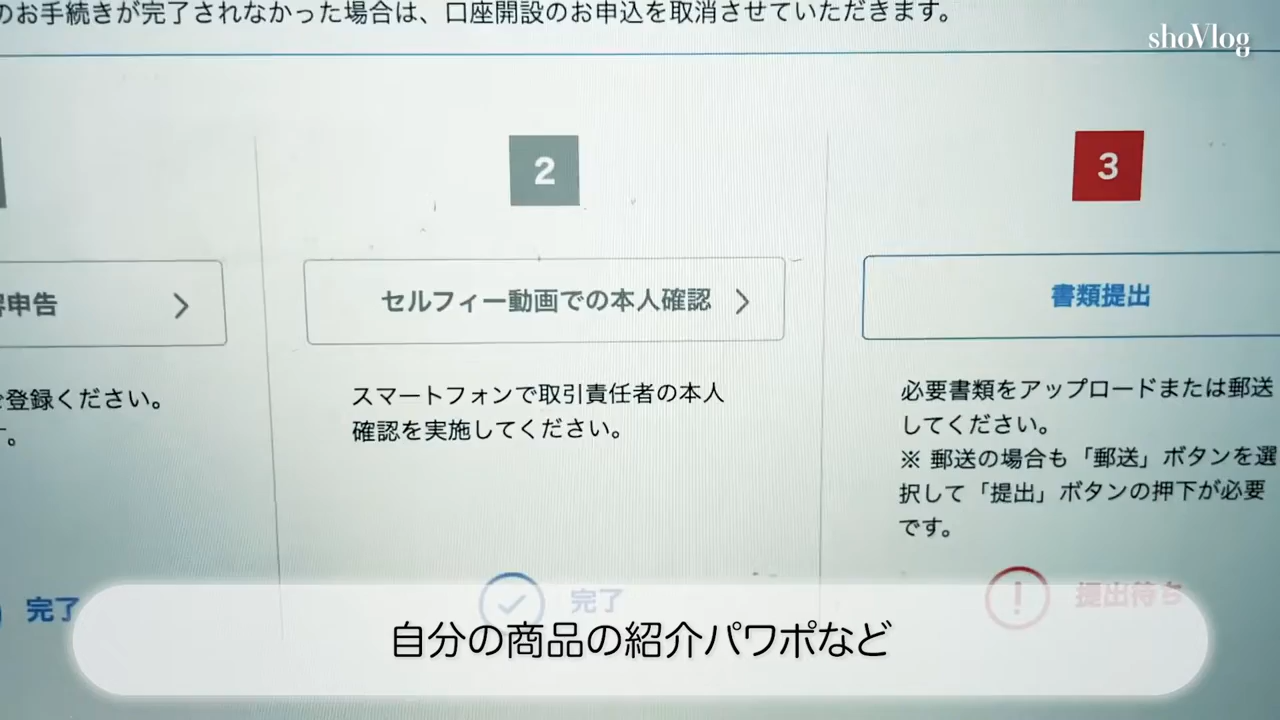 のお手続きが完了されなかった場合は、口座開設のお申込を取消させていただきます。
shoVlog
2
3
申告
セルフィー動画での本人確認
書類提出
登録ください。
す。
スマートフォンで取引責任者の本人
確認を実施してください。
必要書類をアップロードまたは郵送
してください。
※ 郵送の場合も「郵送」ボタンを選
択して「提出」ボタンの押下が必要
です。
完了
完了
提出待ち
自分の商品の紹介パワポなど